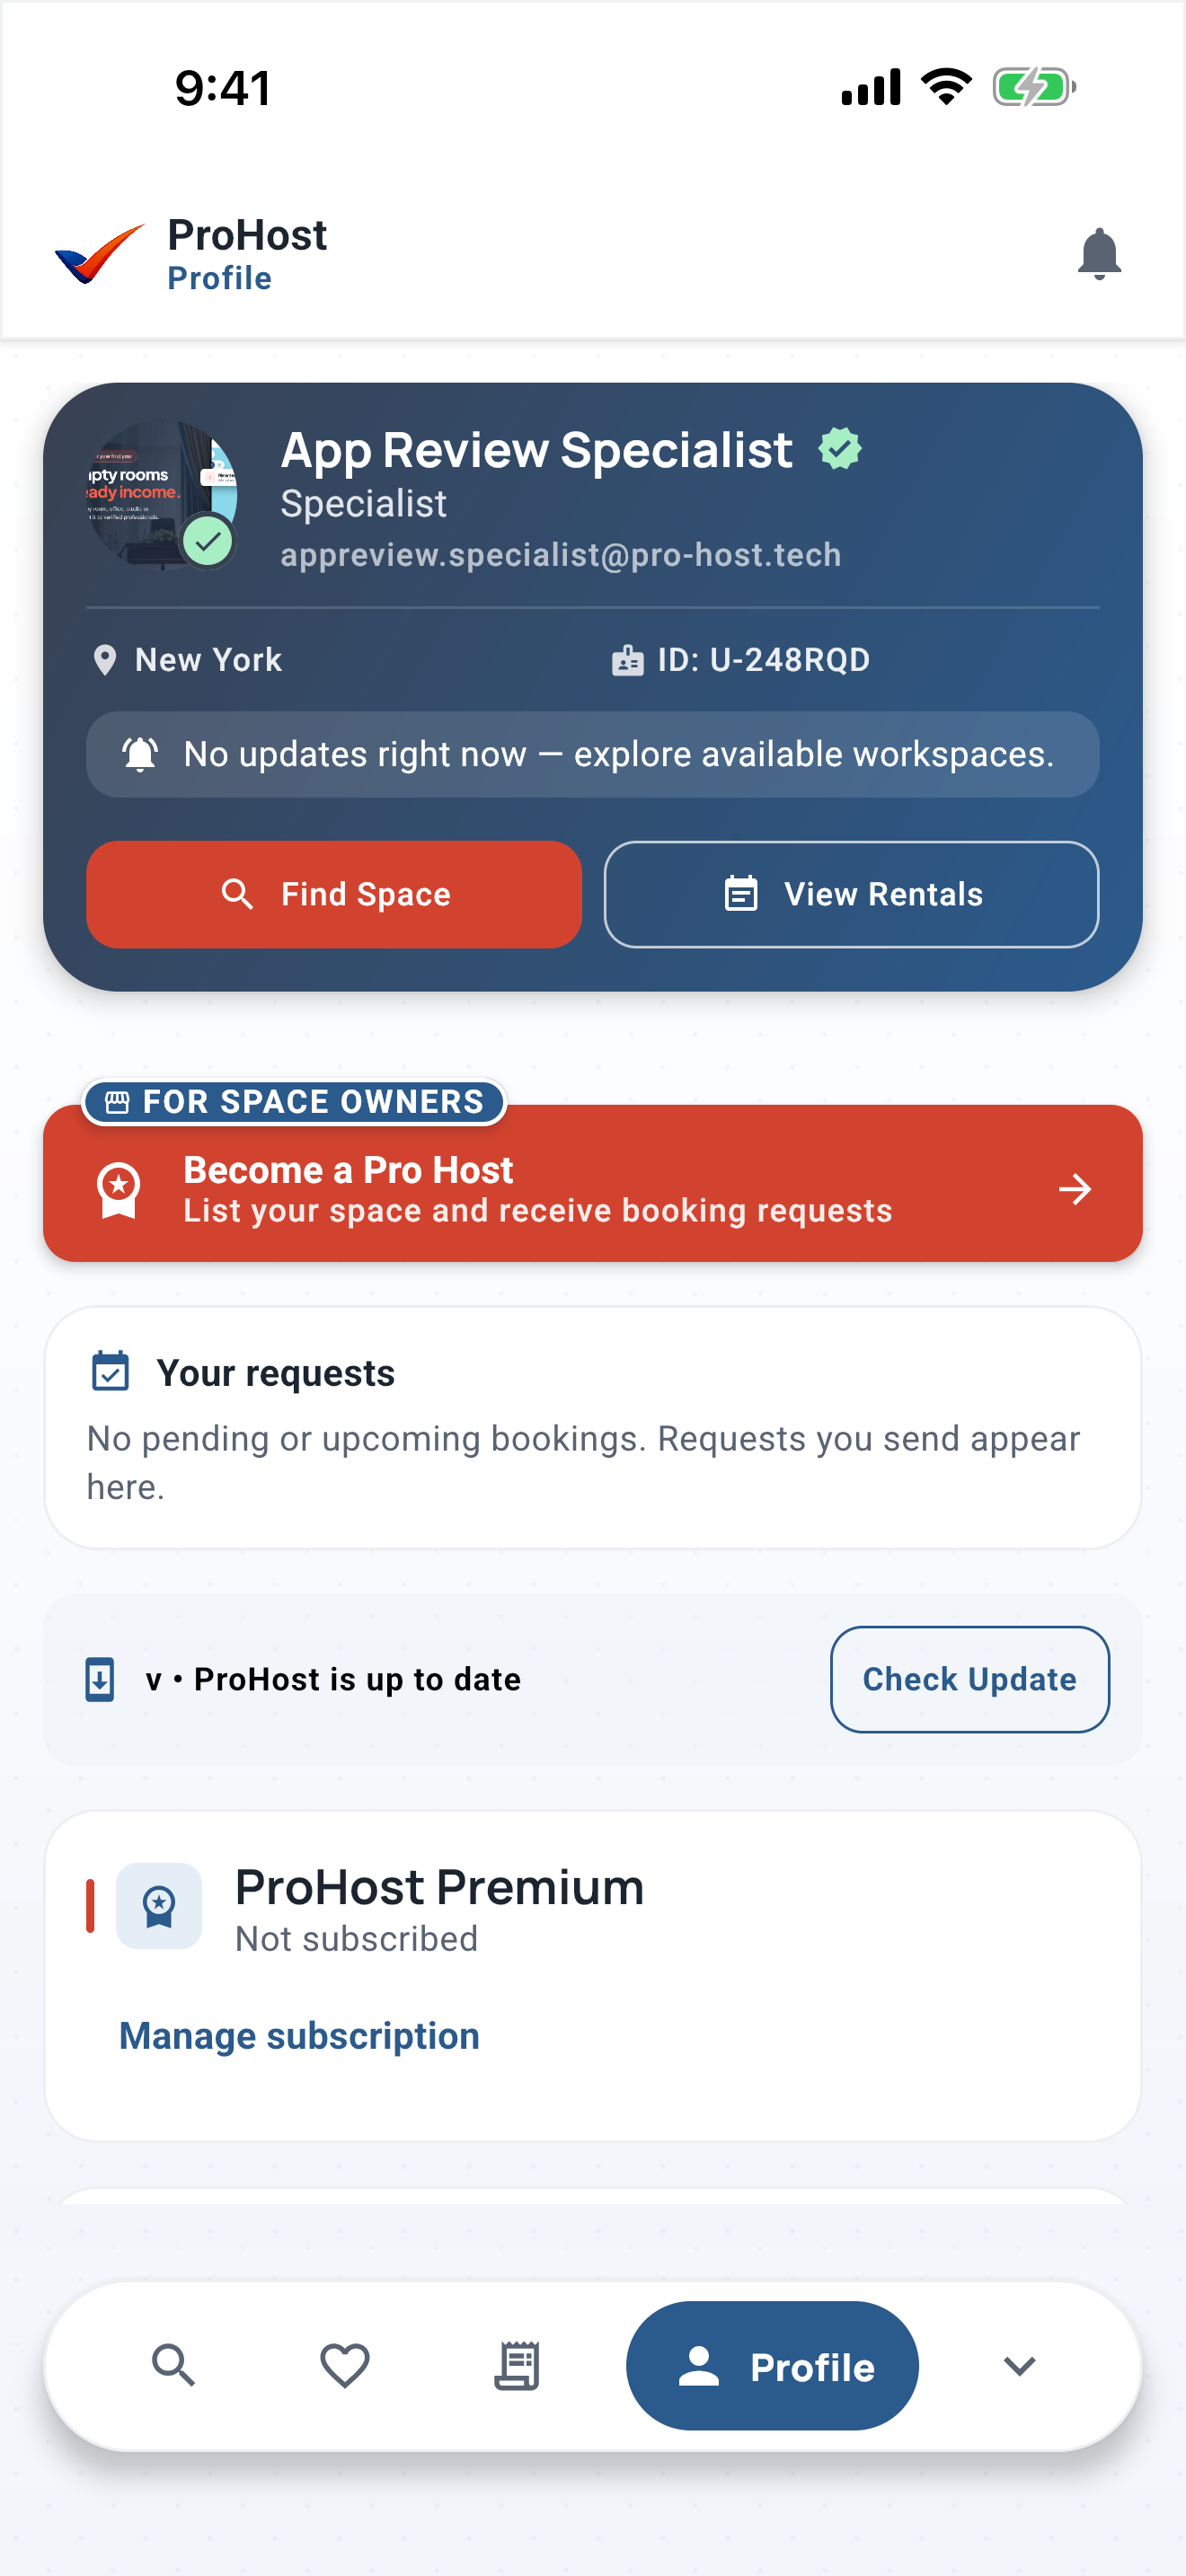 9:41
ProHost
Profile
App Review Specialist
Specialist
appreview.specialist@pro-host.tech
New York
ID: U-248RQD
No updates right now — explore available workspaces.
Find Space
View Rentals
FOR SPACE OWNERS
Become a Pro Host
List your space and receive booking requests
Your requests
No pending or upcoming bookings. Requests you send appear
here.
v • ProHost is up to date
Check Update
ProHost Premium
Not subscribed
Manage subscription
Profile